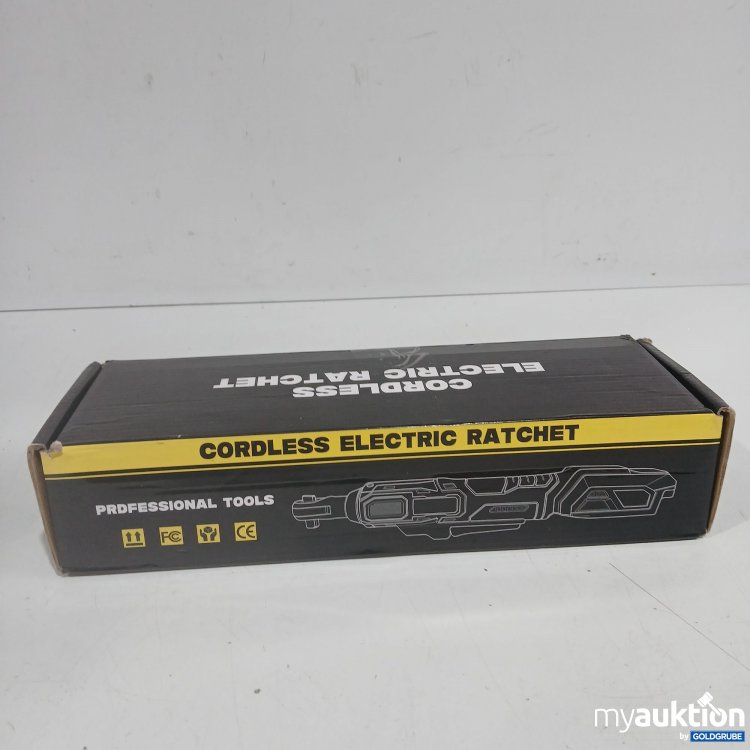 CORDLESS
ELECTRIC RATCHET
CORDLESS ELECTRIC RATCHET
PRDFESSIONAL TOOLS
FC
CE
myauktion
by GOLDGRUBE